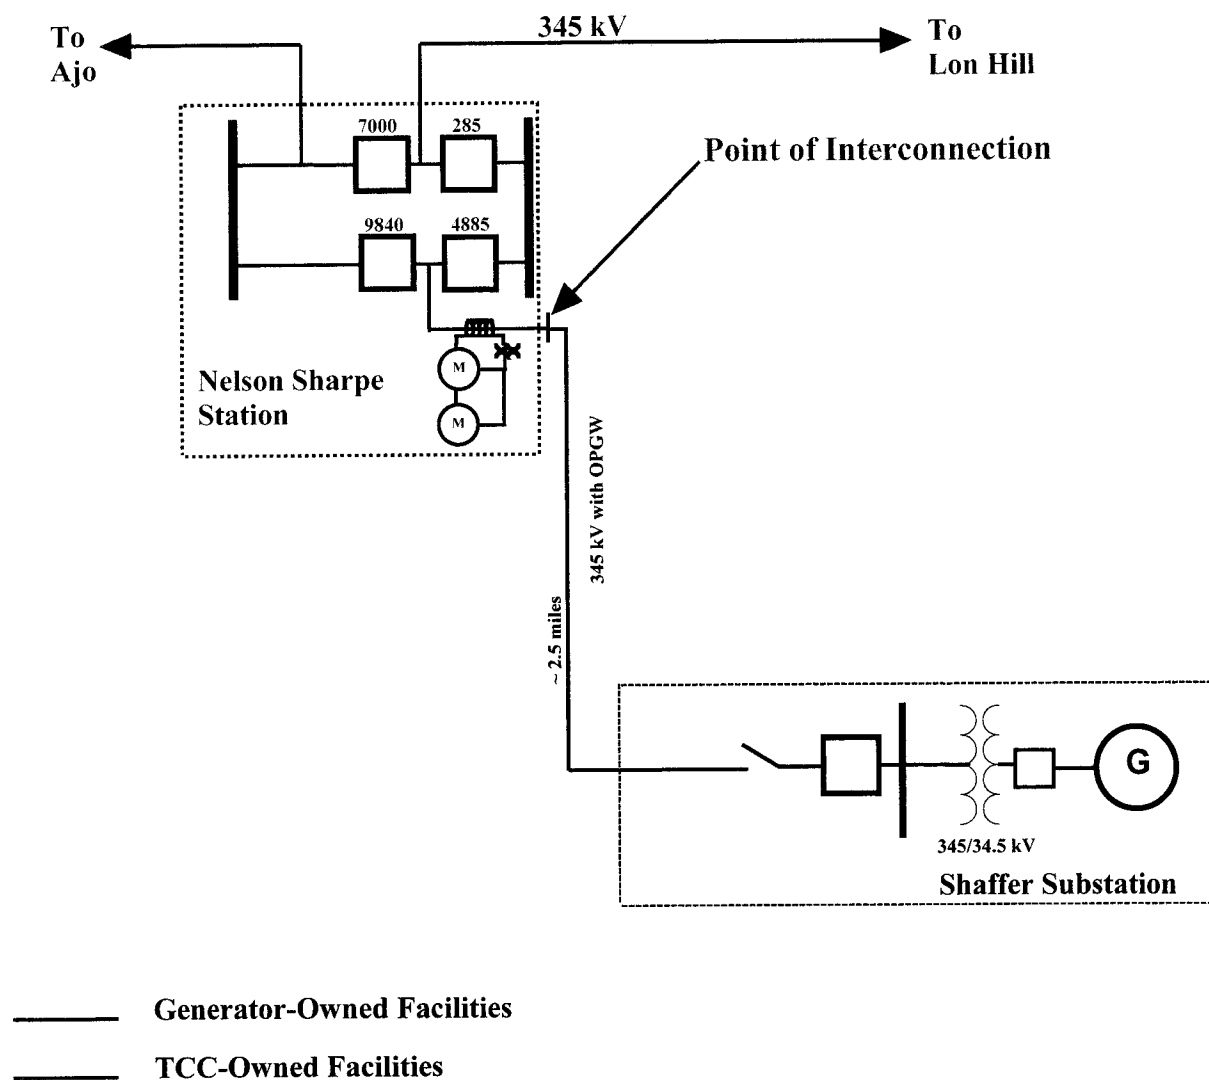 345 kV
To
Ajo
To
Lon Hill
7000
285
Point of Interconnection
9840
4885
M
M
Nelson Sharpe
Station
345 kV with OPGW
~ 2.5 miles
G
345/34.5 kV
Shaffer Substation
Generator-Owned Facilities
TCC-Owned Facilities